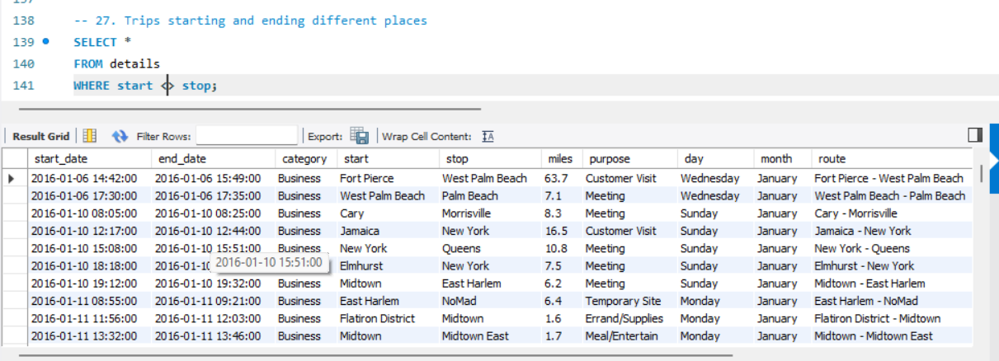 138 -- 27. Trips starting and ending different places
139 SELECT *
140 FROM details
141 WHERE start <> stop;
Result Grid Filter Rows: Export: Wrap Cell Content:
start_date end_date category start stop miles purpose day month route
2016-01-06 14:42:00 2016-01-06 15:49:00 Business Fort Pierce West Palm Beach 63.7 Customer Visit Wednesday January Fort Pierce - West Palm Beach
2016-01-06 17:30:00 2016-01-06 17:35:00 Business West Palm Beach Palm Beach 7.1 Meeting Wednesday January West Palm Beach - Palm Beach
2016-01-10 08:05:00 2016-01-10 08:25:00 Business Cary Morrisville 8.3 Meeting Sunday January Cary - Morrisville
2016-01-10 12:17:00 2016-01-10 12:44:00 Business Jamaica New York 16.5 Customer Visit Sunday January Jamaica - New York
2016-01-10 15:08:00 2016-01-10 15:51:00 Business New York Queens 10.8 Meeting Sunday January New York - Queens
2016-01-10 15:51:00
2016-01-10 18:18:00 2016-01-10 Elmhurst New York 7.5 Meeting Sunday January Elmhurst - New York
2016-01-10 19:12:00 2016-01-10 19:32:00 Business Midtown East Harlem 6.2 Meeting Sunday January Midtown - East Harlem
2016-01-11 08:55:00 2016-01-11 09:21:00 Business East Harlem NoMad 6.4 Temporary Site Monday January East Harlem - NoMad
2016-01-11 11:56:00 2016-01-11 12:03:00 Business Flatiron District Midtown 1.6 Errand/Supplies Monday January Flatiron District - Midtown
2016-01-11 13:32:00 2016-01-11 13:46:00 Business Midtown Midtown East 1.7 Meal/Entertain Monday January Midtown - Midtown East